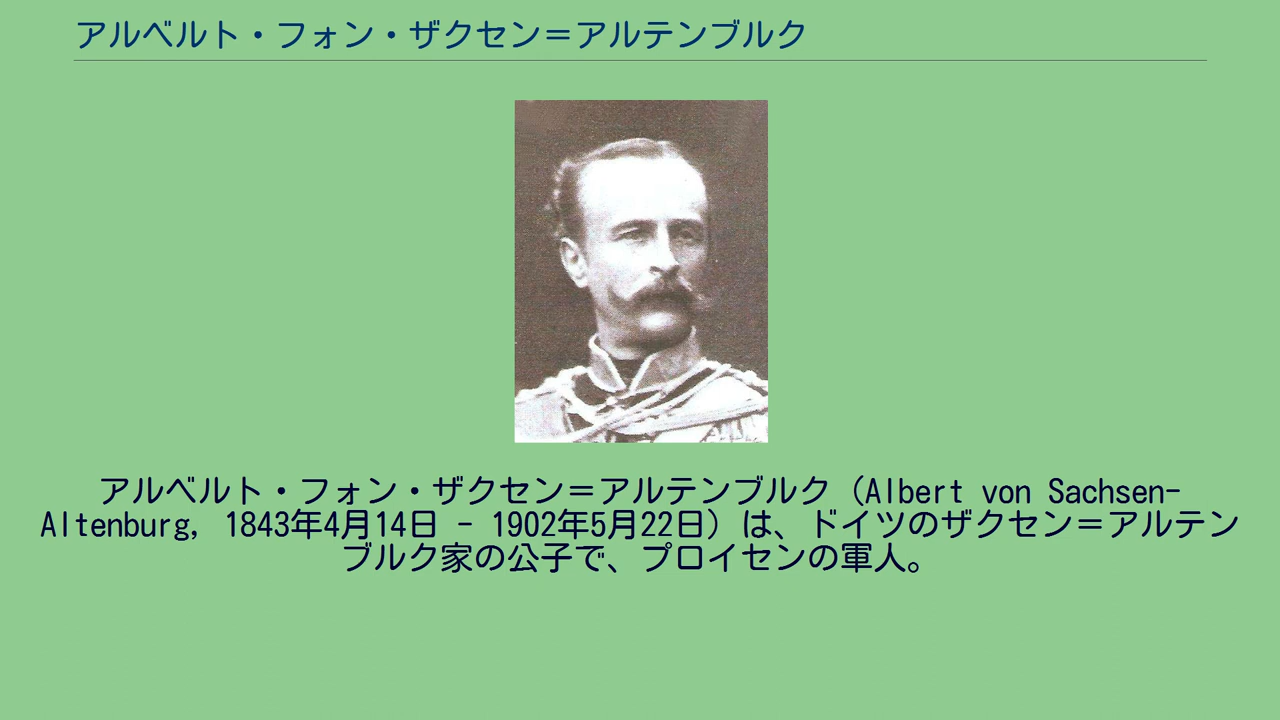 アルベルト・フォン・ザクセン＝アルテンブルク
アルベルト・フォン・ザクセン＝アルテンブルク（Albert von Sachsen-
Altenburg, 1843年4月14日 - 1902年5月22日）は、ドイツのザクセン＝アルテン
ブルク家の公子で、プロイセンの軍人。